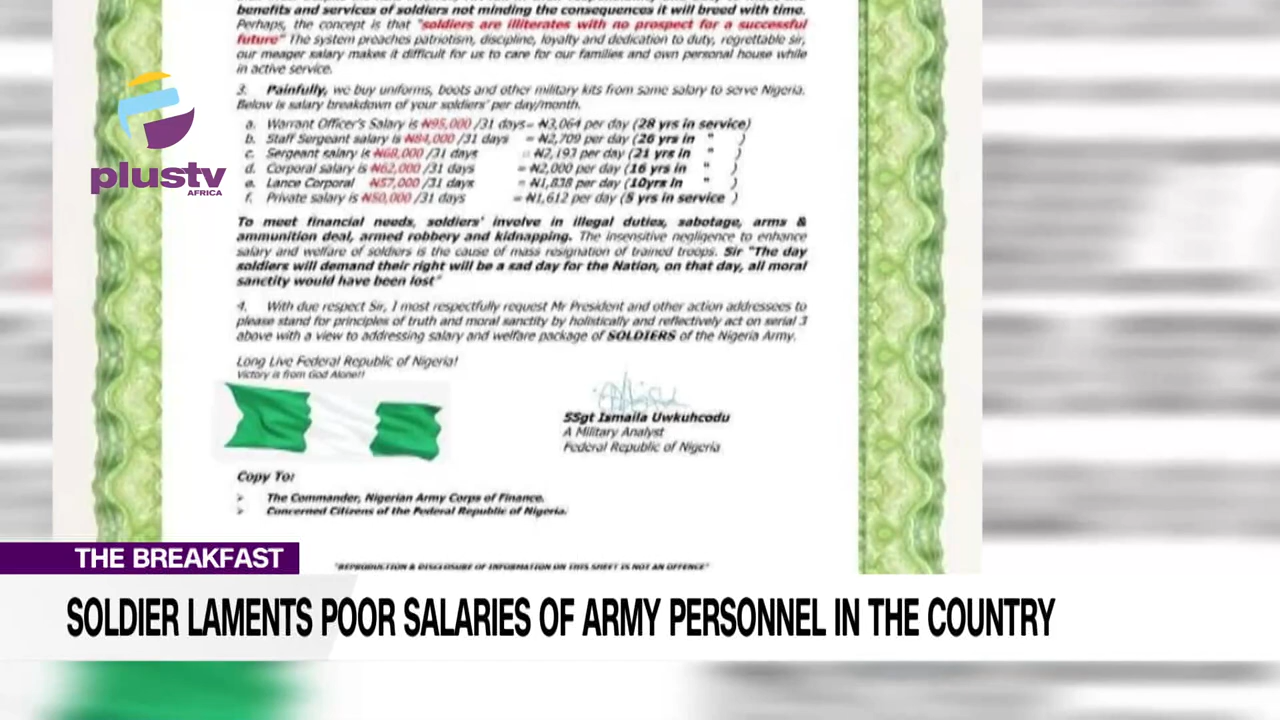 benefits and services of soldiers not minding the consequences it will breed with time.
Perhaps, the concept is that "soldiers are illiterates with no prospect for a successful
future" The system preaches patriotism, discipline, loyalty and dedication to duty, regrettable sir,
our meager salary makes it difficult for us to care for our families and own personal house while
in active service.
3. Painfully, we buy uniforms, boots and other military kits from same salary to serve Nigeria.
Below is salary breakdown of your soldiers' per day/month.
a. Warrant Officer's Salary is ₦95,000 /31 days= ₦3,064 per day (28 yrs in service)
b. Staff Sergeant salary is ₦84,000 /31 days = ₦2,709 per day (26 yrs in " )
c. Sergeant salary is ₦68,000 /31 days = ₦2,193 per day (21 yrs in " )
d. Corporal salary is ₦62,000 /31 days = ₦2,000 per day (16 yrs in " )
e. Lance Corporal ₦57,000 /31 days = ₦1,838 per day (10yrs in " )
f. Private salary is ₦50,000 /31 days = ₦1,612 per day (5 yrs in service )
To meet financial needs, soldiers' involve in illegal duties, sabotage, arms &
ammunition deal, armed robbery and kidnapping. The insensitive negligence to enhance
salary and welfare of soldiers is the cause of mass resignation of trained troops. Sir "The day
soldiers will demand their right will be a sad day for the Nation, on that day, all moral
sanctity would have been lost"
4. With due respect Sir, I most respectfully request Mr President and other action addressees to
please stand for principles of truth and moral sanctity by holistically and reflectively act on serial 3
above with a view to addressing salary and welfare package of SOLDIERS of the Nigeria Army.
Long Live Federal Republic of Nigeria!
Victory is from God Alone!!
SSgt Ismaila Uwkuhcodu
A Military Analyst
Federal Republic of Nigeria
Copy To:
➢ The Commander, Nigerian Army Corps of Finance.
➢ Concerned Citizens of the Federal Republic of Nigeria.
"REPRODUCTION & DISCLOSURE OF INFORMATION ON THIS SHEET IS NOT AN OFFENCE"
plustv
AFRICA
THE BREAKFAST
SOLDIER LAMENTS POOR SALARIES OF ARMY PERSONNEL IN THE COUNTRY